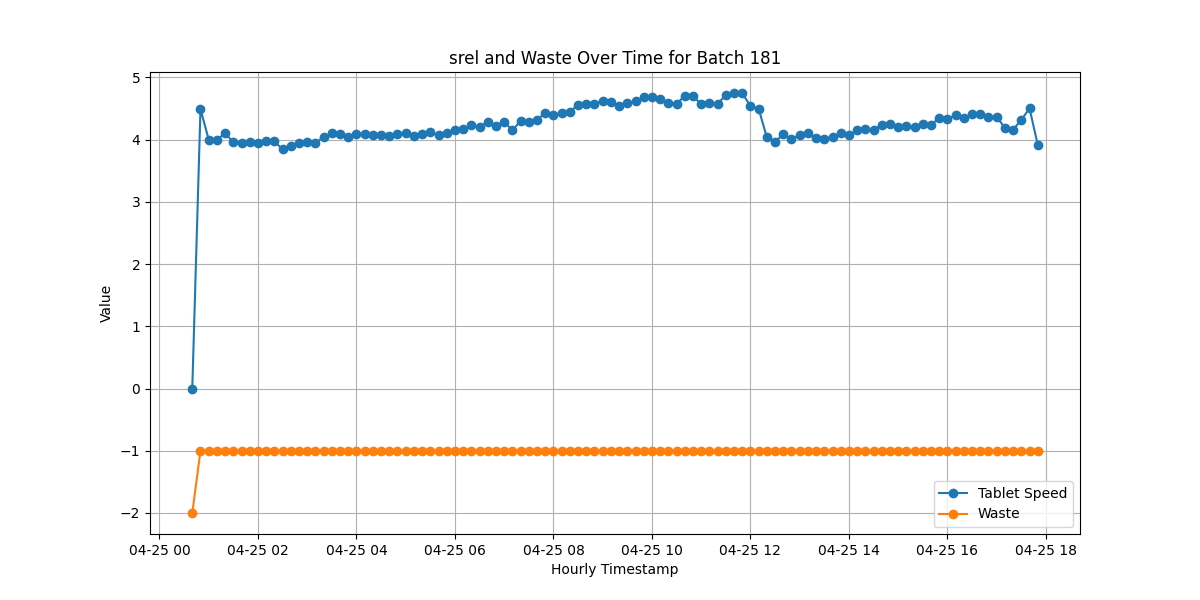 srel and Waste Over Time for Batch 181
5
4
3
2
1
0
−1
−2
Value
Tablet Speed
Waste
04-25 00 04-25 02 04-25 04 04-25 06 04-25 08 04-25 10 04-25 12 04-25 14 04-25 16 04-25 18
Hourly Timestamp